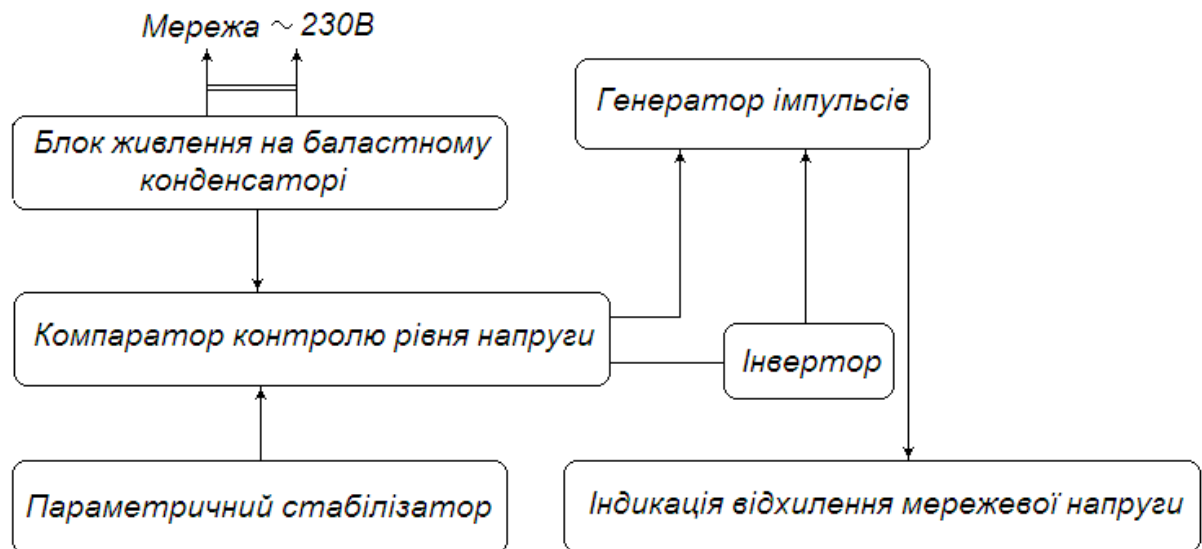 Мережа ~ 230В
Генератор імпульсів
Блок живлення на баластному
конденсаторі
Компаратор контролю рівня напруги
Інвертор
Параметричний стабілізатор
Індикація відхилення мережевої напруги